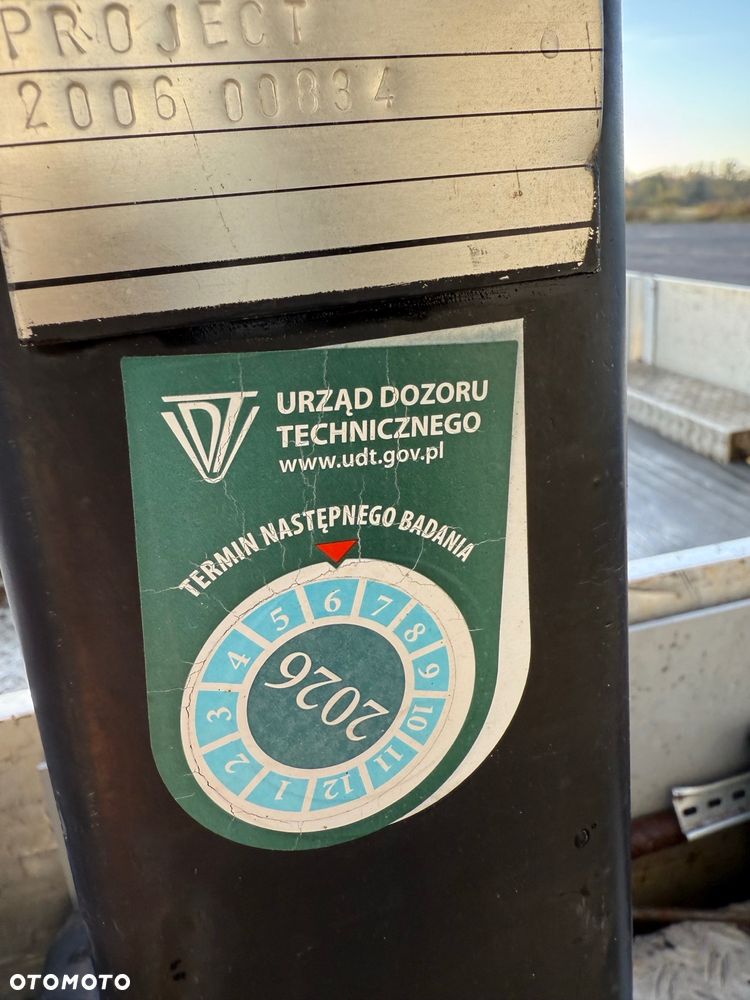 PROJECT
2006 00834
URZĄD DOZORU
TECHNICZNEGO
www.udt.gov.pl
TERMIN NASTĘPNEGO BADANIA
1 2 3 4 5 6 7 8 9 10 11 12
2026
OTOMOTO